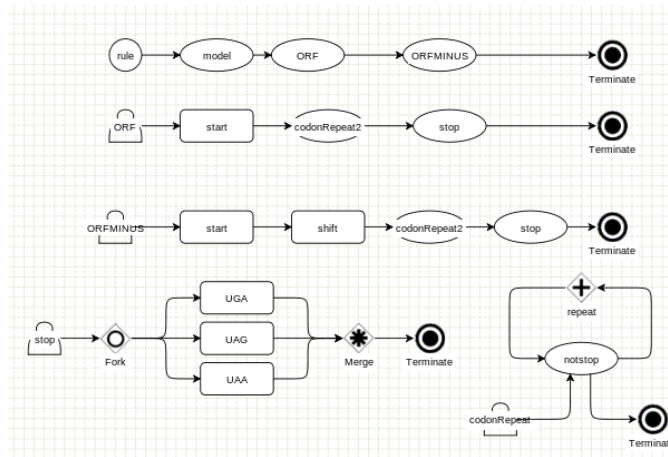 rule model ORF ORFMINUS
Terminate
ORF start codonRepeat2 stop
Terminate
ORFMINUS start shift codonRepeat2 stop
Terminate
UGA
stop UAG
Fork Merge Terminate
UAA
repeat
notstop
codonRepeat
Terminat